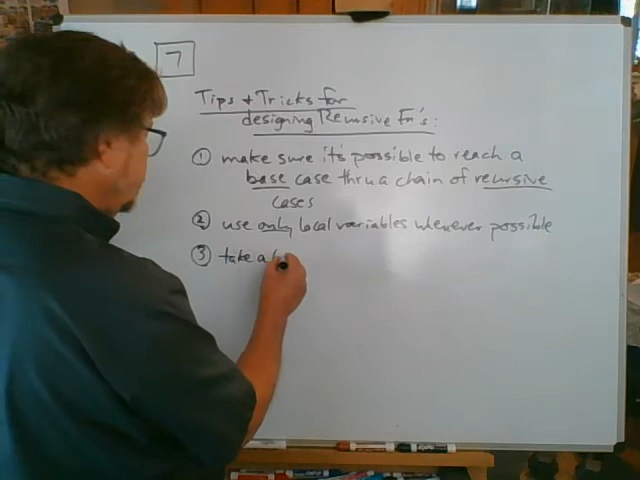 7
Tips + Tricks for
designing Recursive Fn's:
① make sure it's possible to reach a
base case thru a chain of recursive
cases
② use only local variables whenever possible
③ take a